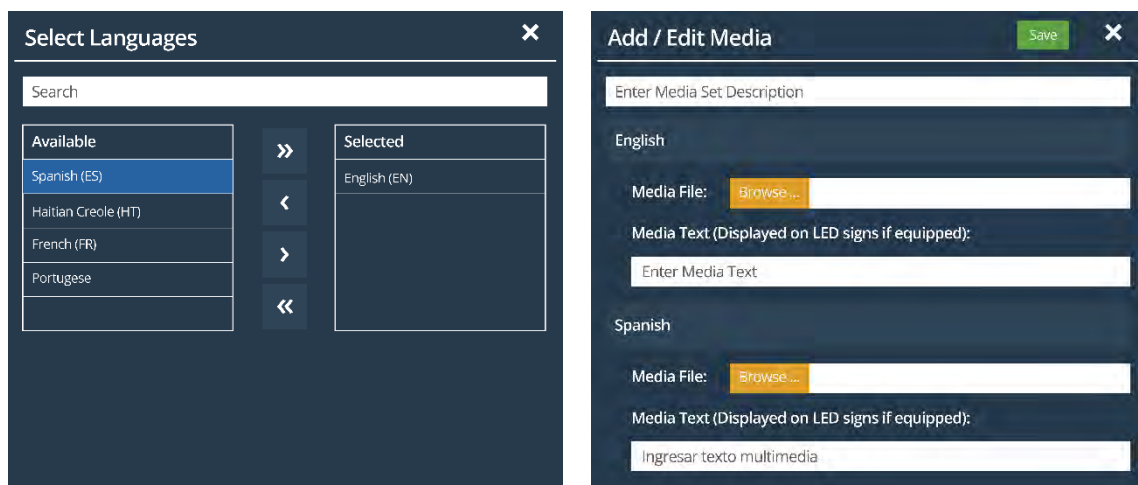 Select Languages
Search
Available
Spanish (ES)
Haitian Creole (HT)
French (FR)
Portugese
Selected
English (EN)
Add / Edit Media
Save
Enter Media Set Description
English
Media File: Browse ...
Media Text (Displayed on LED signs if equipped):
Enter Media Text
Spanish
Media File: Browse ...
Media Text (Displayed on LED signs if equipped):
Ingresar texto multimedia